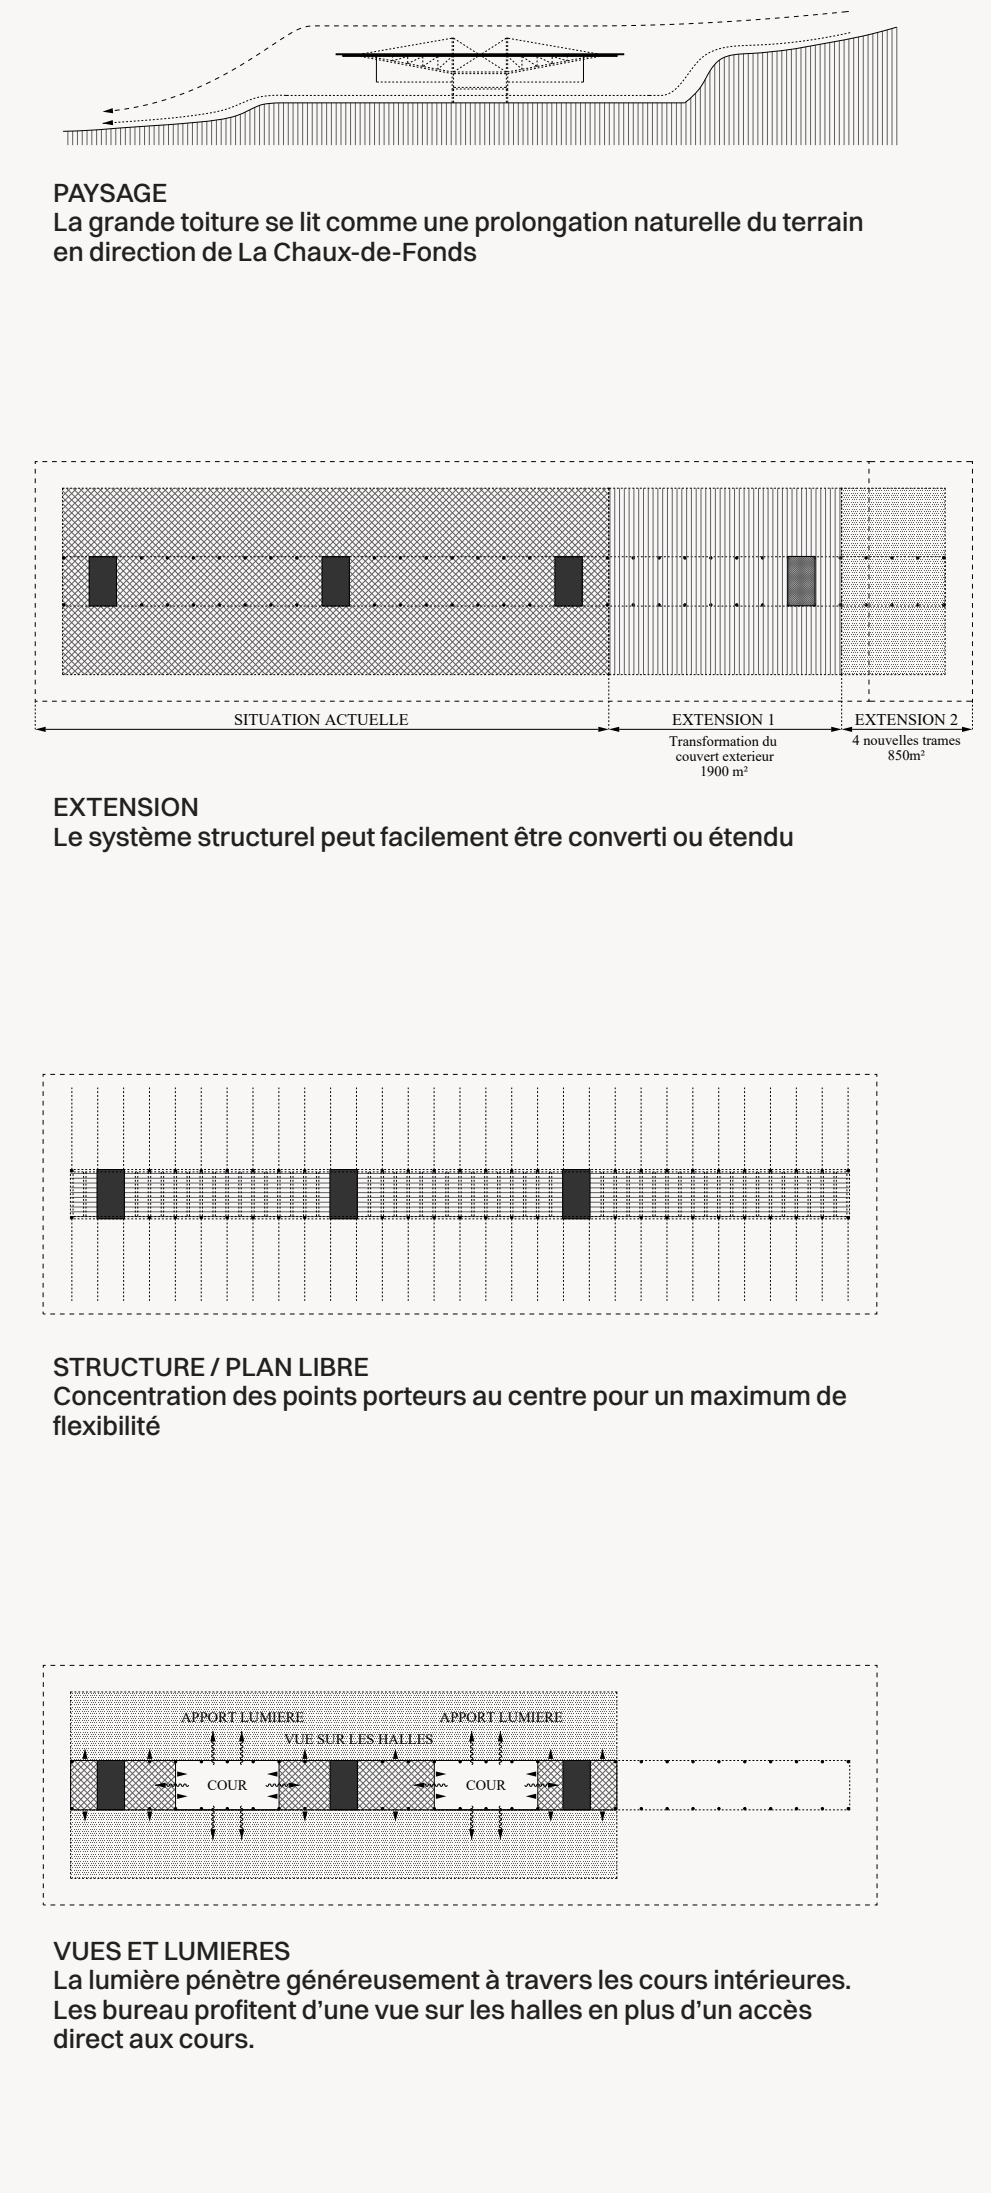 PAYSAGE
La grande toiture se lit comme une prolongation naturelle du terrain
en direction de La Chaux-de-Fonds
SITUATION ACTUELLE
EXTENSION 1
EXTENSION 2
Transformation du
couvert exterieur
1900 m²
4 nouvelles trames
850m²
EXTENSION
Le système structurel peut facilement être converti ou étendu
STRUCTURE / PLAN LIBRE
Concentration des points porteurs au centre pour un maximum de
flexibilité
APPORT LUMIERE
APPORT LUMIERE
VUE SUR LES HALLES
COUR
COUR
VUES ET LUMIERES
La lumière pénètre généreusement à travers les cours intérieures.
Les bureau profitent d’une vue sur les halles en plus d’un accès
direct aux cours.